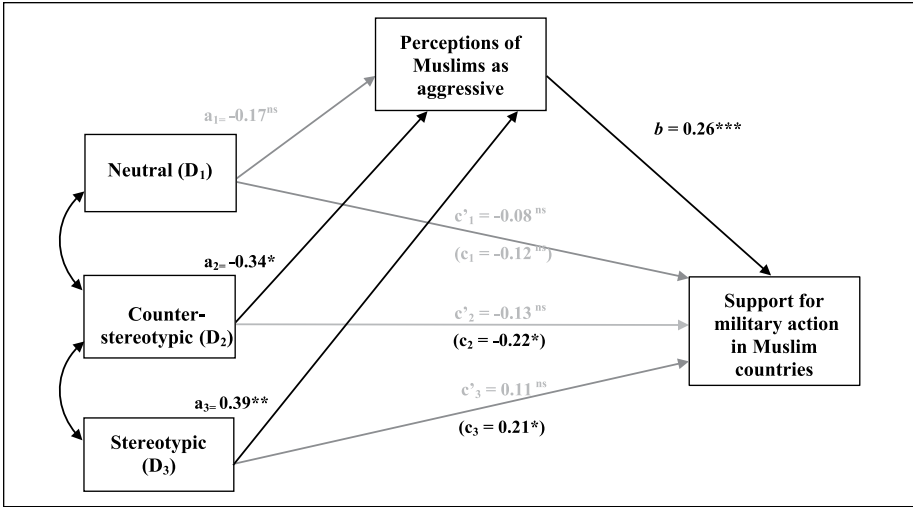 Perceptions of
Muslims as
aggressive
a₁₌ -0.17ⁿˢ
b = 0.26***
Neutral (D₁)
c’₁ = -0.08 ⁿˢ
(c₁ = -0.12 ⁿˢ)
a₂₌ -0.34*
Counter-
stereotypic (D₂)
c’₂ = -0.13 ⁿˢ
(c₂ = -0.22*)
Support for
military action
in Muslim
countries
a₃₌ 0.39**
c’₃ = 0.11 ⁿˢ
(c₃ = 0.21*)
Stereotypic
(D₃)